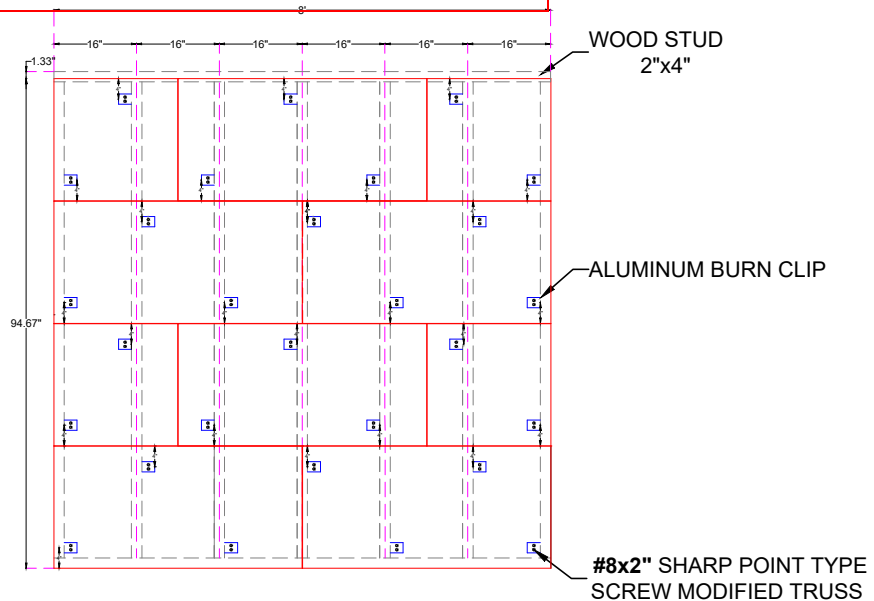 8'
16" 16" 16" 16" 16" 16"
WOOD STUD
2"x4"
1.33"
ALUMINUM BURN CLIP
94.67"
#8x2" SHARP POINT TYPE
SCREW MODIFIED TRUSS